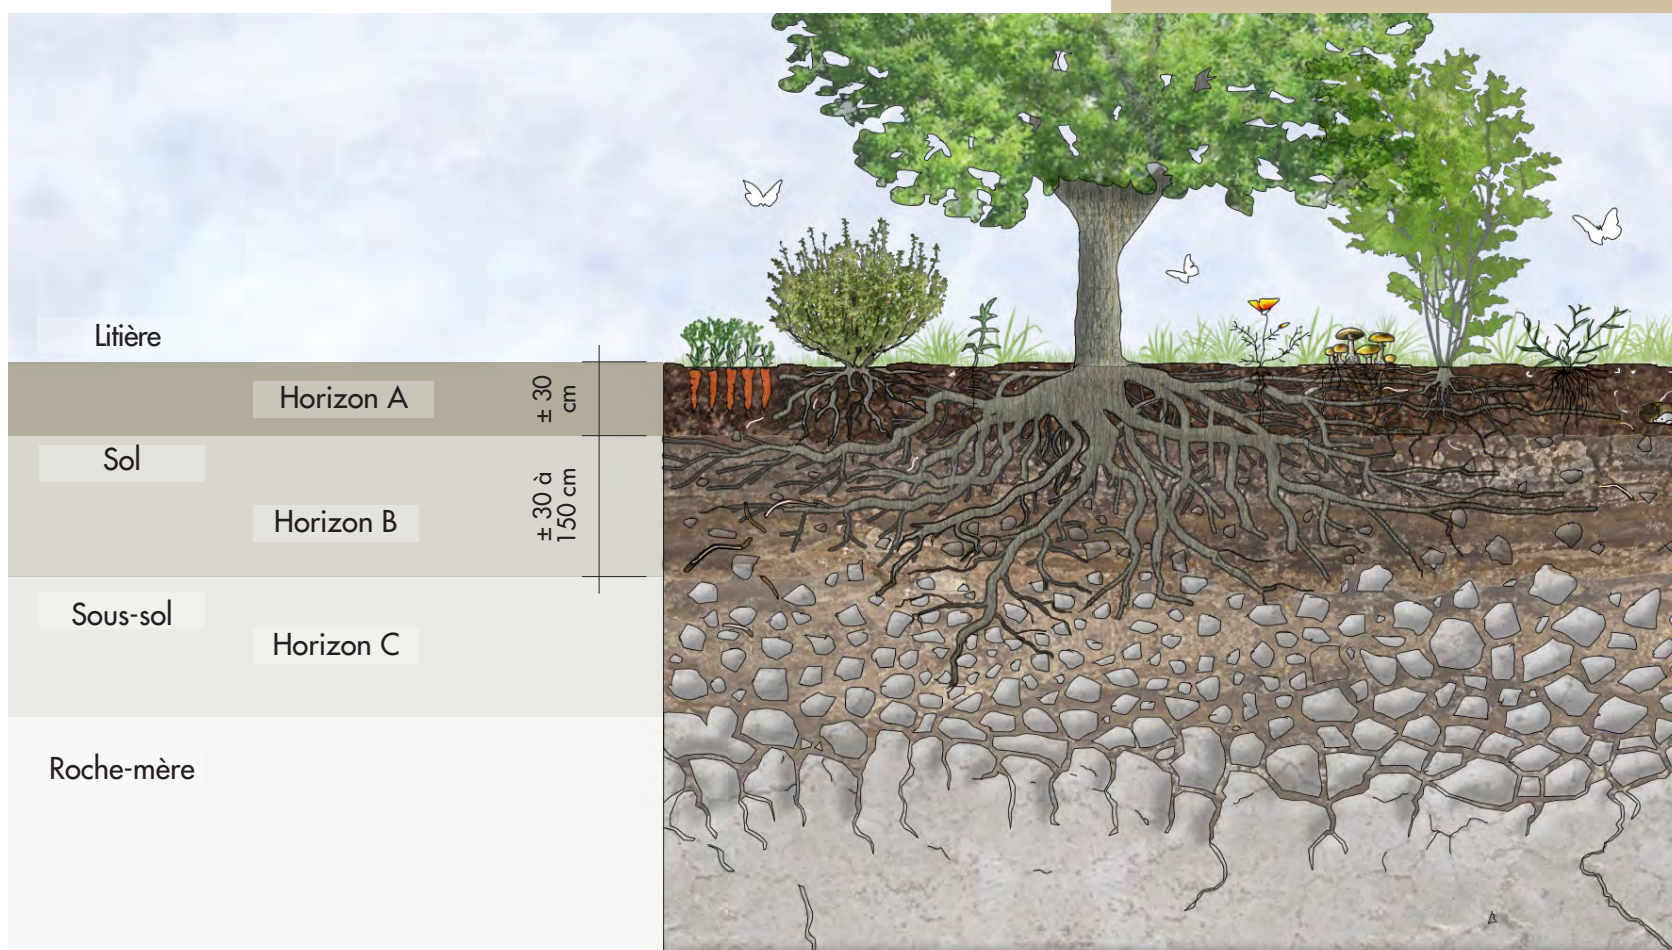 Litière
Horizon A
± 30
cm
Sol
Horizon B
± 30 à
150 cm
Sous-sol
Horizon C
Roche-mère